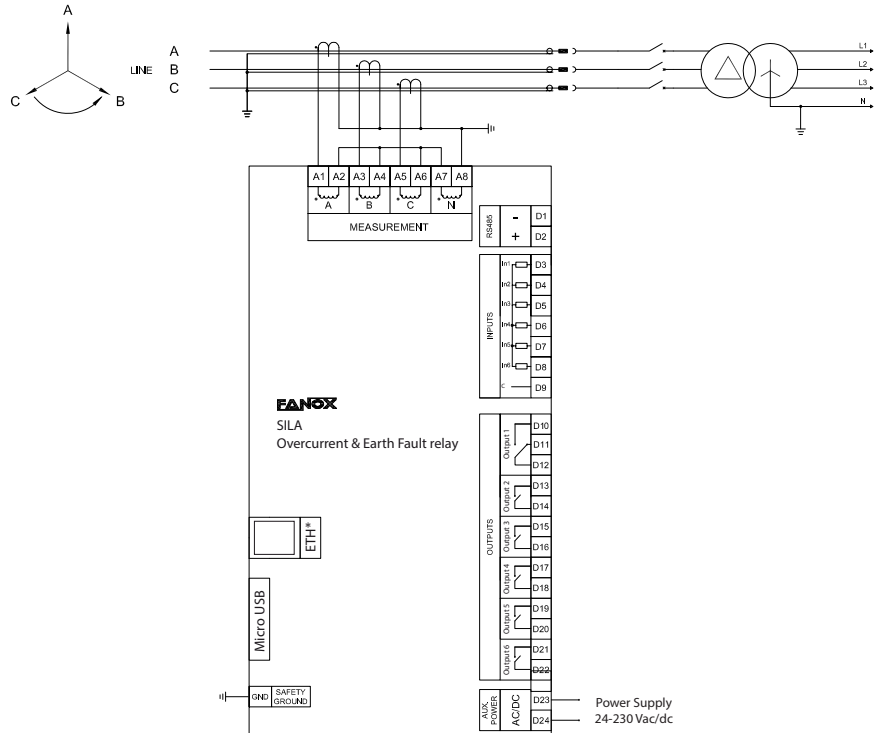 A
C
B
LINE
A
B
C
L1
L2
L3
N
A1 A2 A3 A4 A5 A6 A7 A8
* A * B * C * N
MEASUREMENT
RS485
- D1
+ D2
INPUTS
In1 D3
In2 D4
In3 D5
In4 D6
In5 D7
In6 D8
C D9
FANOX
SILA
Overcurrent & Earth Fault relay
OUTPUTS
Output 1
D10
D11
D12
Output 2
D13
D14
Output 3
D15
D16
Output 4
D17
D18
Output 5
D19
D20
Output 6
D21
D22
ETH*
Micro USB
GND
SAFETY
GROUND
AUX.
POWER
AC/DC
D23
D24
Power Supply
24-230 Vac/dc